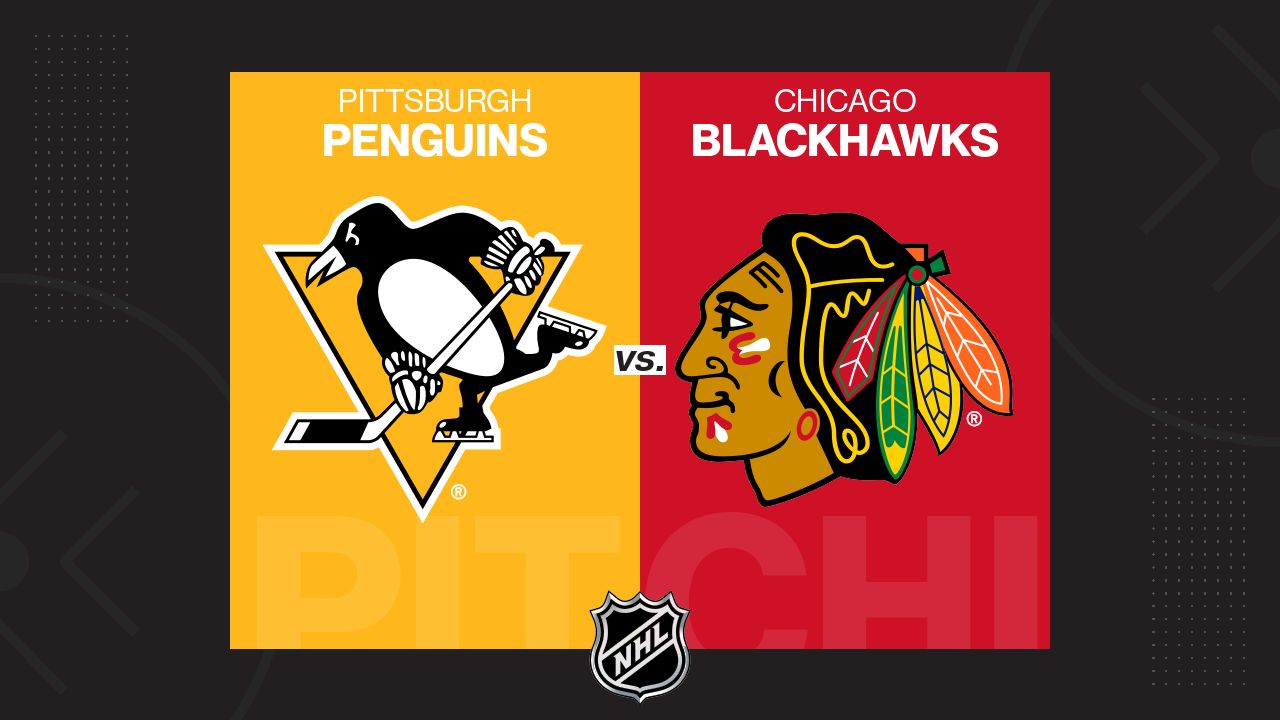 PITTSBURGH
PENGUINS
CHICAGO
BLACKHAWKS
vs.
®
®
PIT
CHI
NHL